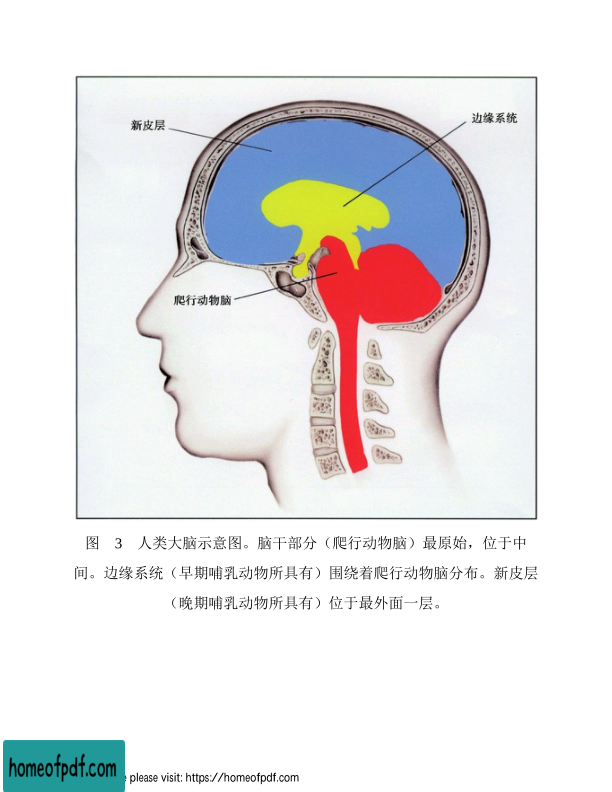 新皮层
边缘系统
爬行动物脑
图 3 人类大脑示意图。脑干部分（爬行动物脑）最原始，位于中
间。边缘系统（早期哺乳动物所具有）围绕着爬行动物脑分布。新皮层
（晚期哺乳动物所具有）位于最外面一层。
homeofpdf.com
please visit: https://homeofpdf.com